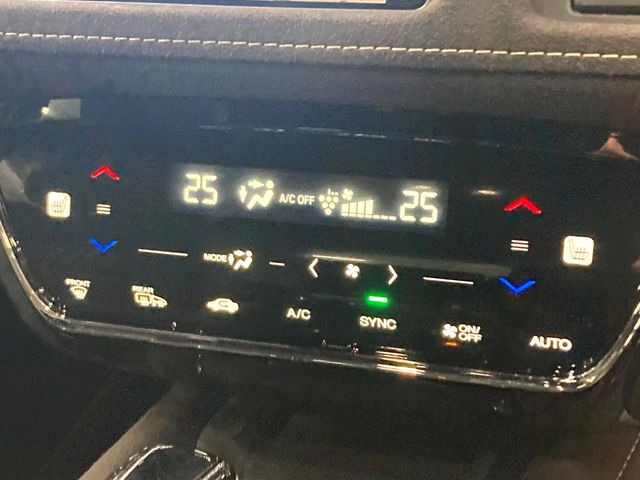 25 A/C OFF 25
MODE
FRONT
REAR
A/C
SYNC
ON/
OFF
AUTO